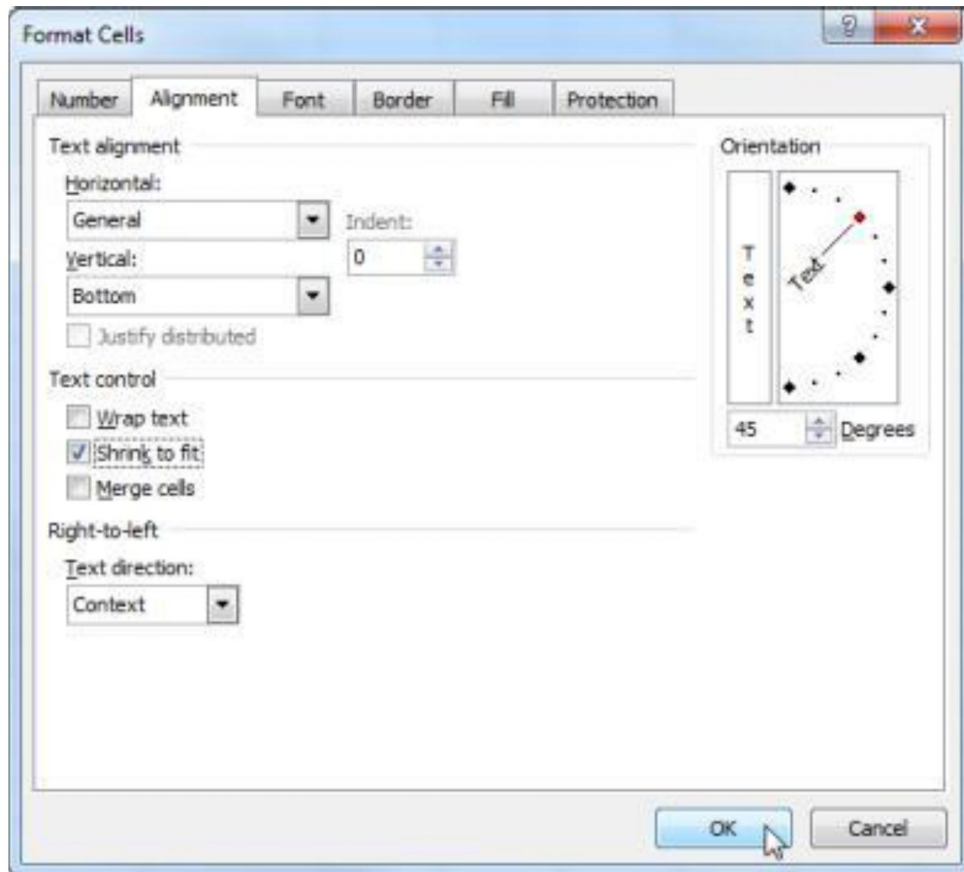 Format Cells
?
Number Alignment Font Border Fill Protection
Text alignment
Horizontal:
General
Indent:
0
Vertical:
Bottom
Justify distributed
Text control
Wrap text
Shrink to fit
Merge cells
Right-to-left
Text direction:
Context
Orientation
Text
Text
45 Degrees
OK Cancel